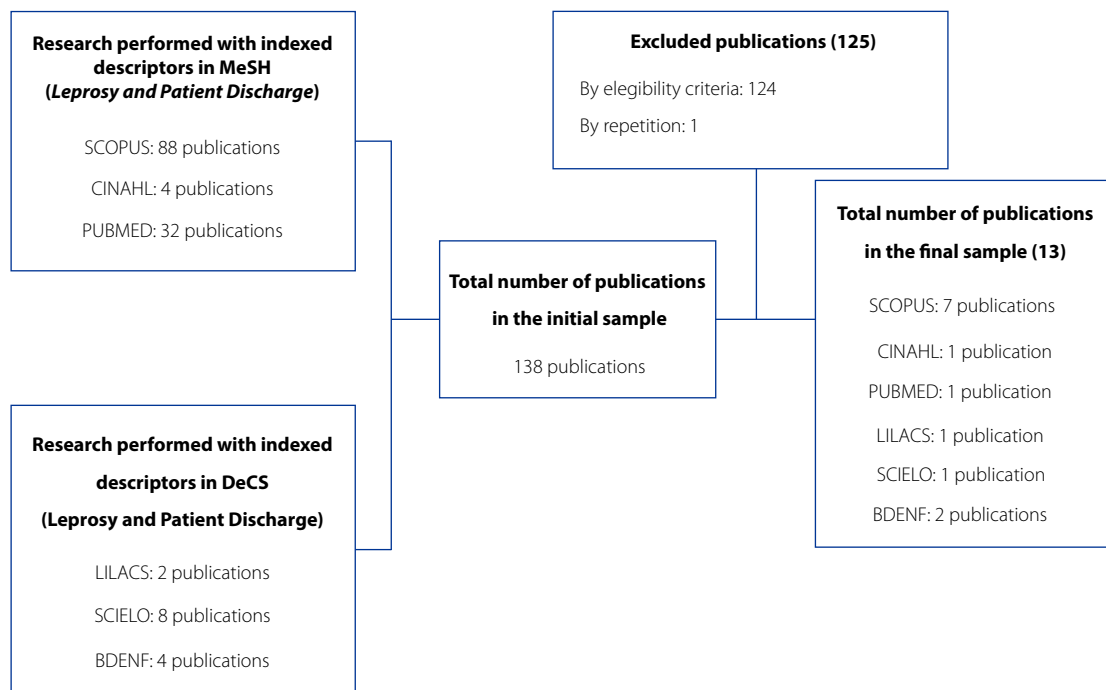 Research performed with indexed
descriptors in MeSH
(Leprosy and Patient Discharge)
SCOPUS: 88 publications
CINAHL: 4 publications
PUBMED: 32 publications
Research performed with indexed
descriptors in DeCS
(Leprosy and Patient Discharge)
LILACS: 2 publications
SCIELO: 8 publications
BDENF: 4 publications
Total number of publications
in the initial sample
138 publications
Excluded publications (125)
By elegibility criteria: 124
By repetition: 1
Total number of publications
in the final sample (13)
SCOPUS: 7 publications
CINAHL: 1 publication
PUBMED: 1 publication
LILACS: 1 publication
SCIELO: 1 publication
BDENF: 2 publications